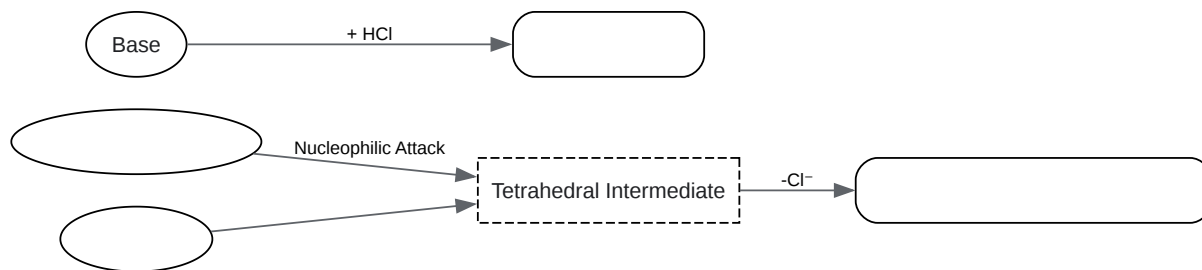 Base
+ HCl
Nucleophilic Attack
Tetrahedral Intermediate
-Cl⁻